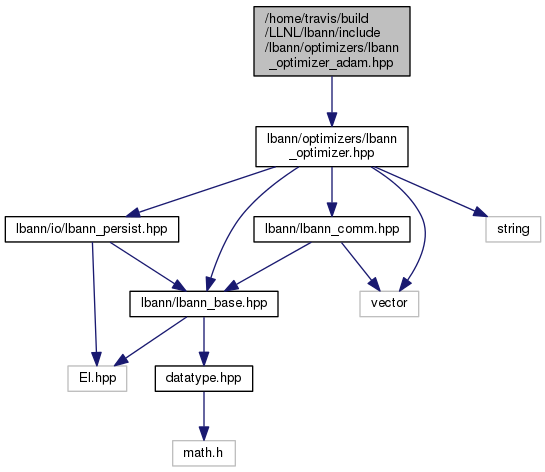 /home/travis/build
/LLNL/lbann/include
/lbann/optimizers/lbann
_optimizer_adam.hpp
lbann/optimizers/lbann
_optimizer.hpp
lbann/io/lbann_persist.hpp
lbann/lbann_comm.hpp
string
lbann/lbann_base.hpp
vector
El.hpp
datatype.hpp
math.h